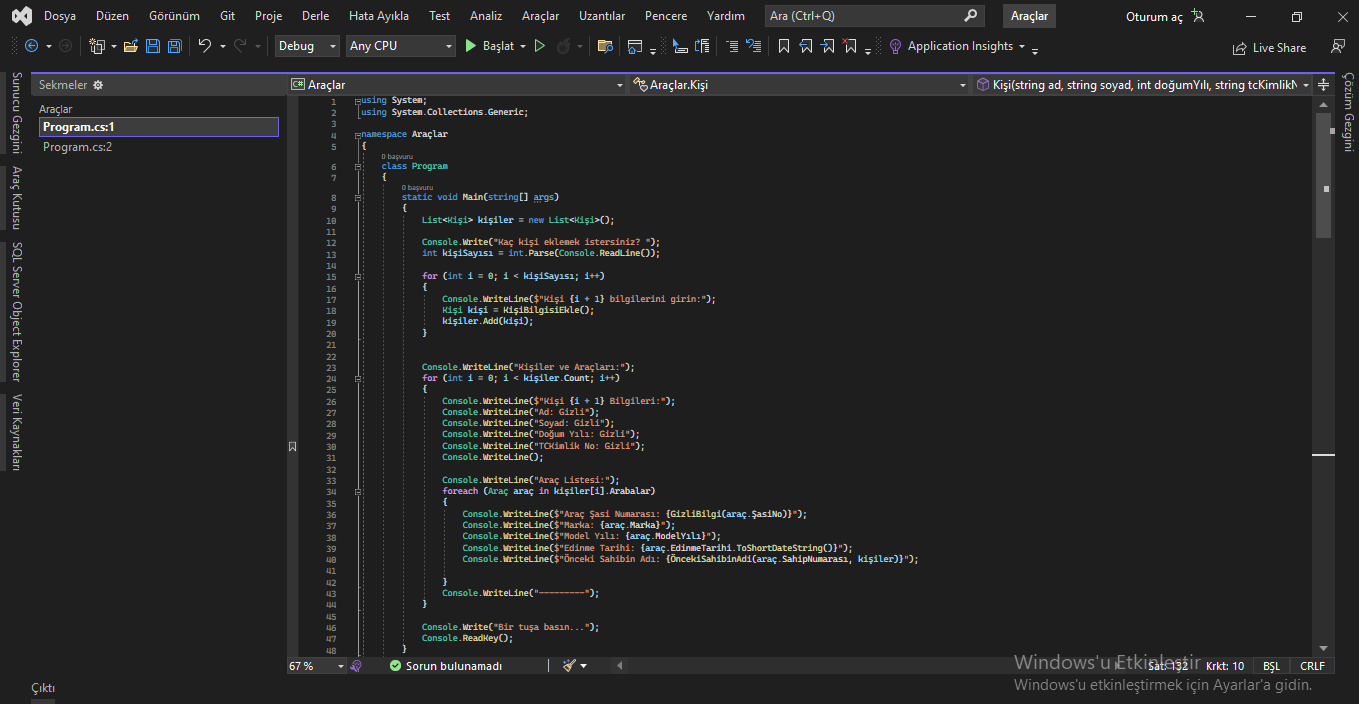 Dosya Düzen Görünüm Git Proje Derle Hata Ayıkla Test Analiz Araçlar Uzantılar Pencere Yardım Ara (Ctrl+Q) Araçlar Oturum aç
Debug Any CPU Başlat Application Insights Live Share
Sunucu Gezgini
Araç Kutusu
SQL Server Object Explorer
Veri Kaynakları
Sekmeler
Araçlar
Program.cs:1
Program.cs:2
C# Araçlar Araçlar.Kişi Kişi(string ad, string soyad, int doğumYılı, string tcKimlikN
Çözüm Gezgini
1 using System;
2 using System.Collections.Generic;
3
4 namespace Araçlar
5 {
0 başvuru
6 class Program
7 {
0 başvuru
8 static void Main(string[] args)
9 {
10 List<Kişi> kişiler = new List<Kişi>();
11
12 Console.Write("Kaç kişi eklemek istersiniz? ");
13 int kişiSayısı = int.Parse(Console.ReadLine());
14
15 for (int i = 0; i < kişiSayısı; i++)
16 {
17 Console.WriteLine($"Kişi {i + 1} bilgilerini girin:");
18 Kişi kişi = KişiBilgisiEkle();
19 kişiler.Add(kişi);
20 }
21
22
23 Console.WriteLine("Kişiler ve Araçları:");
24 for (int i = 0; i < kişiler.Count; i++)
25 {
26 Console.WriteLine($"Kişi {i + 1} Bilgileri:");
27 Console.WriteLine("Ad: Gizli");
28 Console.WriteLine("Soyad: Gizli");
29 Console.WriteLine("Doğum Yılı: Gizli");
30 Console.WriteLine("TCKimlik No: Gizli");
31 Console.WriteLine();
32
33 Console.WriteLine("Araç Listesi:");
34 foreach (Araç araç in kişiler[i].Arabalar)
35 {
36 Console.WriteLine($"Araç Şasi Numarası: {GizliBilgi(araç.ŞasiNo)}");
37 Console.WriteLine($"Marka: {araç.Marka}");
38 Console.WriteLine($"Model Yılı: {araç.ModelYılı}");
39 Console.WriteLine($"Edinme Tarihi: {araç.EdinmeTarihi.ToShortDateString()}");
40 Console.WriteLine($"Önceki Sahibin Adı: {ÖncekiSahibinAdi(araç.SahipNumarası, kişiler)}");
41
42 }
43 Console.WriteLine("---------");
44 }
45
46 Console.Write("Bir tuşa basın...");
47 Console.ReadKey();
48 }
67 % Sorun bulunamadı Sat: 132 Krkt: 10 BŞL CRLF
Windows'u Etkinleştir
Windows'u etkinleştirmek için Ayarlar'a gidin.
Çıktı